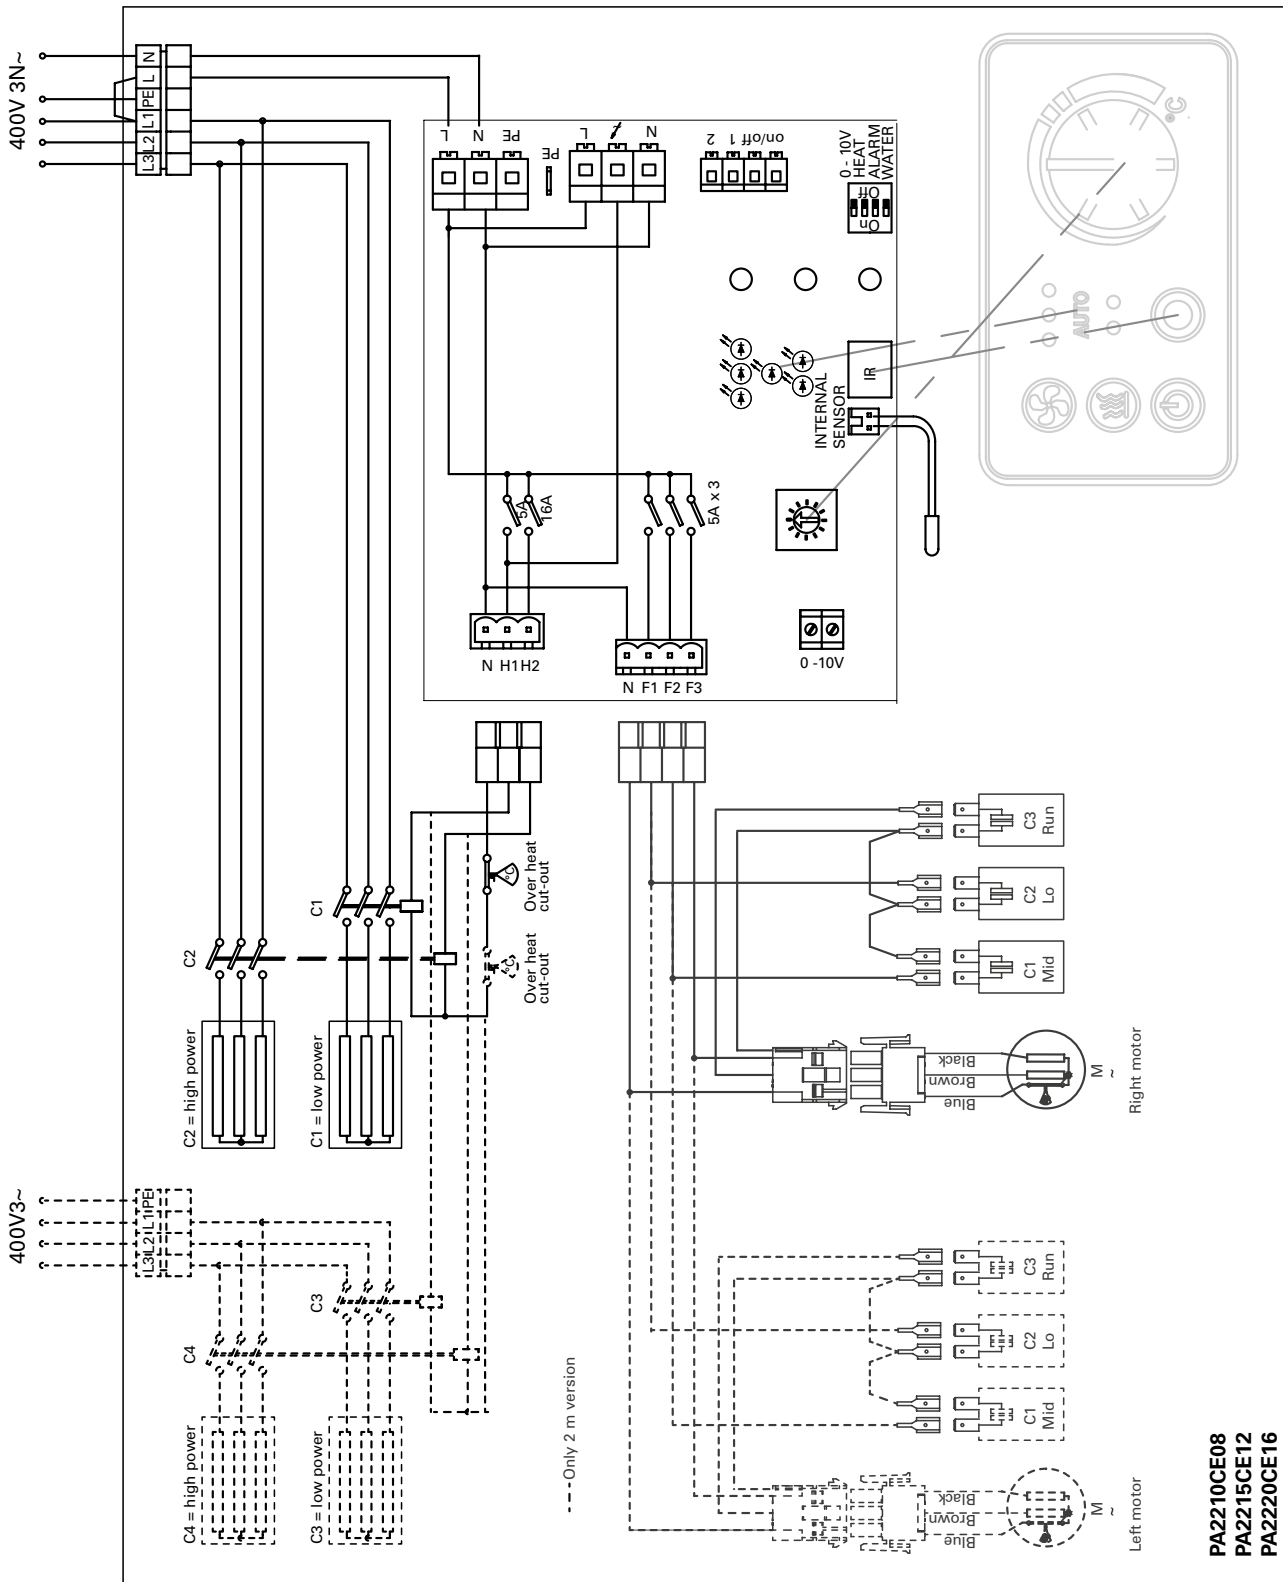 400V 3N~
N
L
PE
L1
L2
L3
L
N
PE
PE
L
N
2
1
on/off
0 - 10V
HEAT
ALARM
WATER
Off
On
°C
AUTO
IR
INTERNAL
SENSOR
5A
16A
5A x 3
N H1 H2
N F1 F2 F3
0 -10V
C1
C2
°C
Over heat
cut-out
°C
Over heat
cut-out
C2 = high power
C1 = low power
C3
Run
C2
Lo
C1
Mid
Black
Brown
Blue
M
~
Right motor
400V3~
PE
L1
L2
L3
C3
C4
C4 = high power
C3 = low power
Only 2 m version
C3
Run
C2
Lo
C1
Mid
Black
Brown
Blue
M
~
Left motor
PA2210CE08
PA2215CE12
PA2220CE16